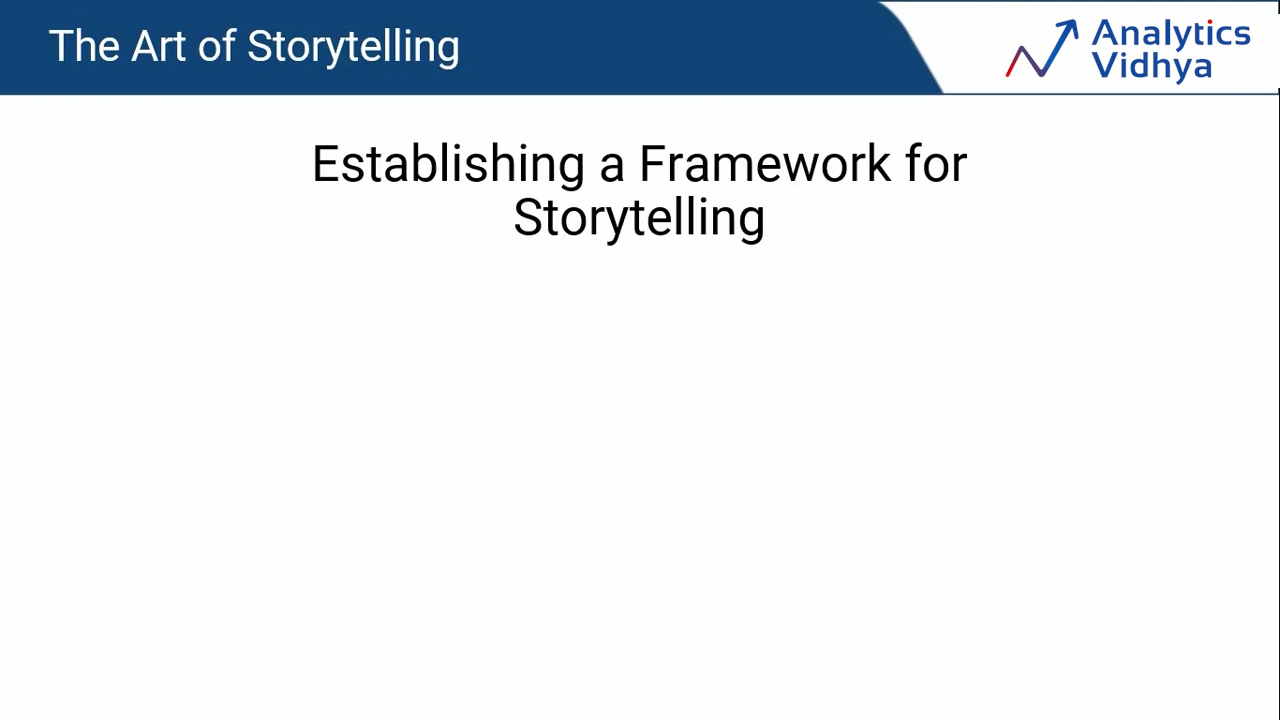 The Art of Storytelling
Analytics
Vidhya
Establishing a Framework for
Storytelling